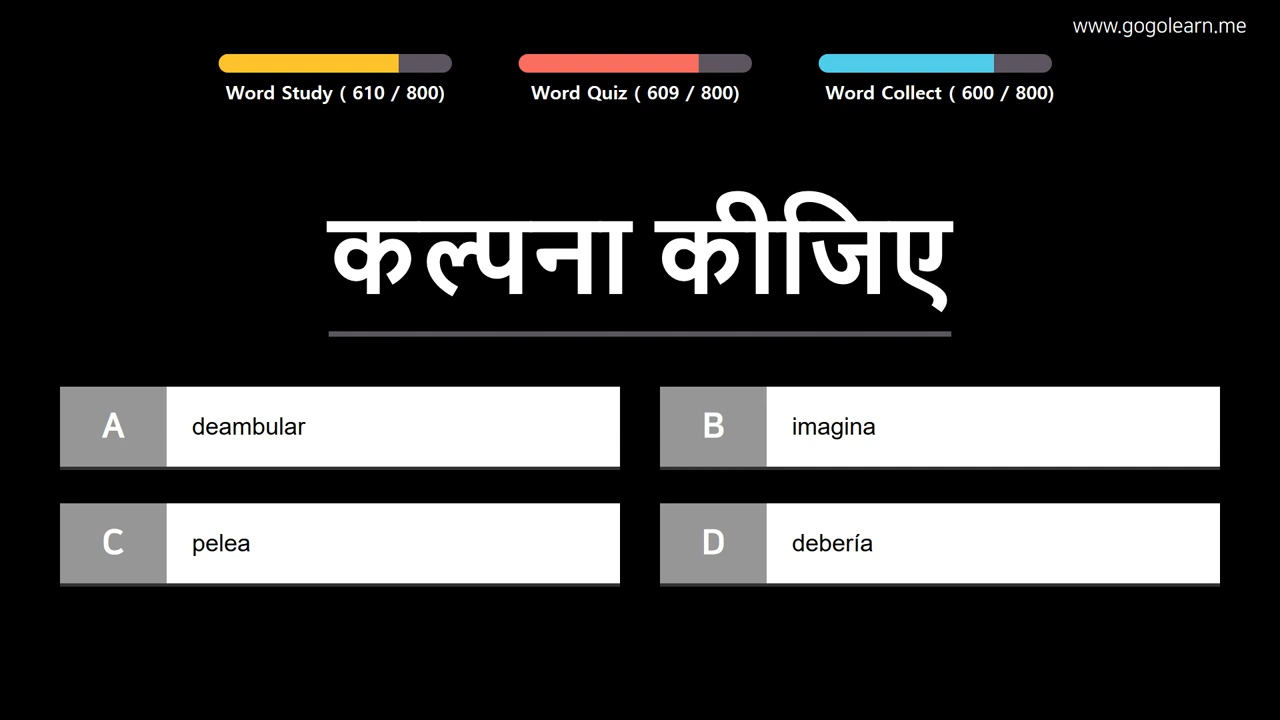 www.gogolearn.me
Word Study ( 610 / 800)
Word Quiz ( 609 / 800)
Word Collect ( 600 / 800)
कल्पना कीजिए
A deambular
B imagina
C pelea
D debería